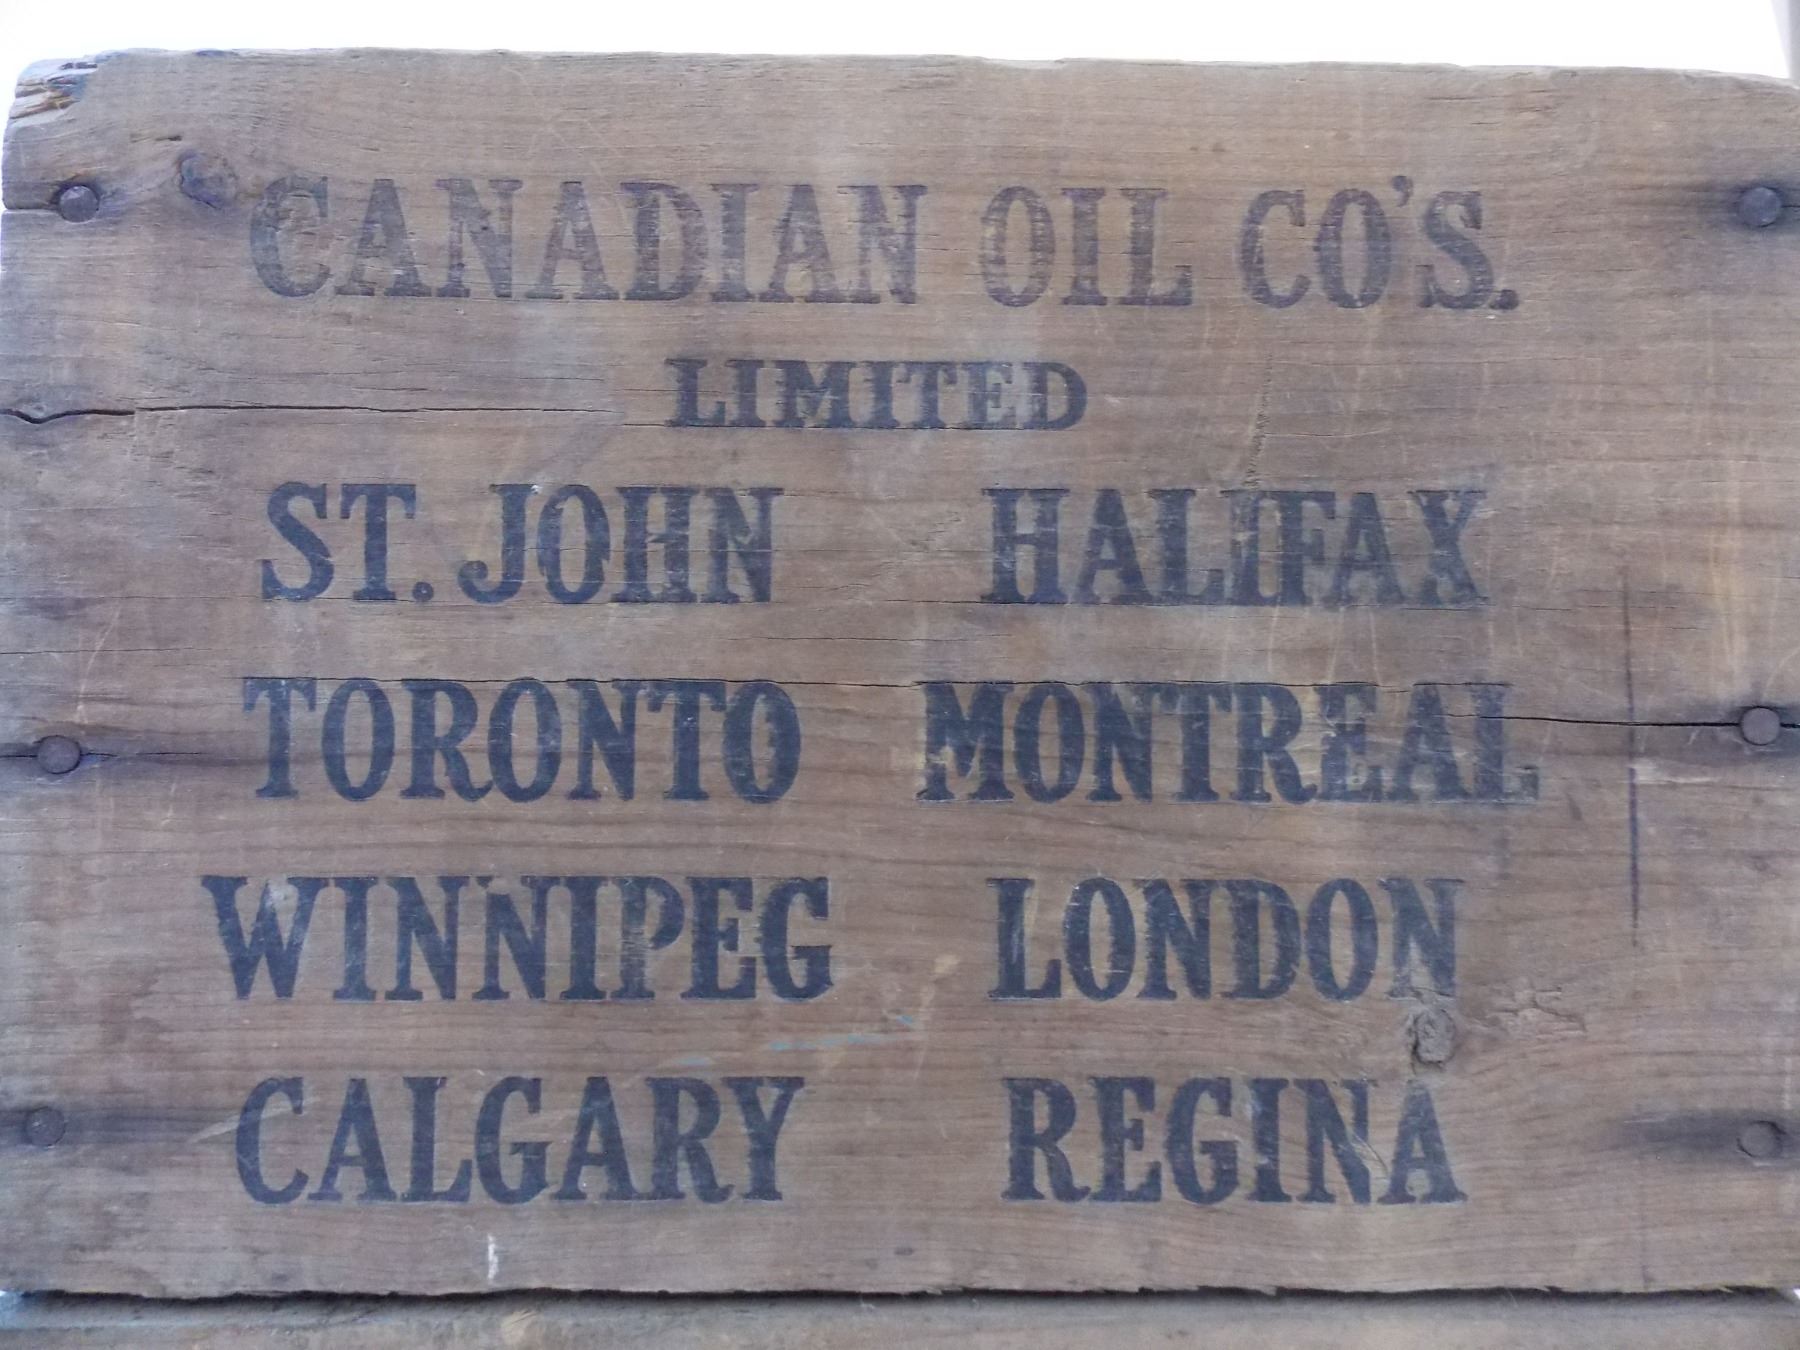 CANADIAN OIL CO'S.
LIMITED
ST. JOHN HALIFAX
TORONTO MONTREAL
WINNIPEG LONDON
CALGARY REGINA